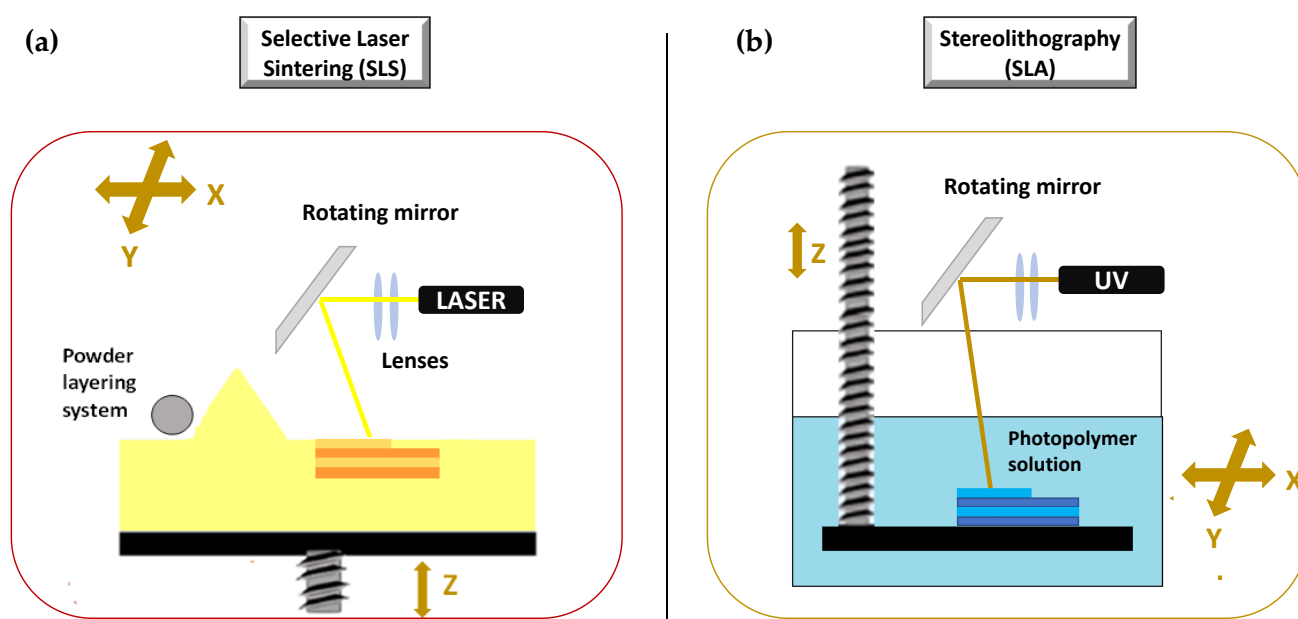 (a)
Selective Laser
Sintering (SLS)
X
Y
Rotating mirror
LASER
Lenses
Powder
layering
system
Z
(b)
Stereolithography
(SLA)
Rotating mirror
Z
UV
Photopolymer
solution
X
Y